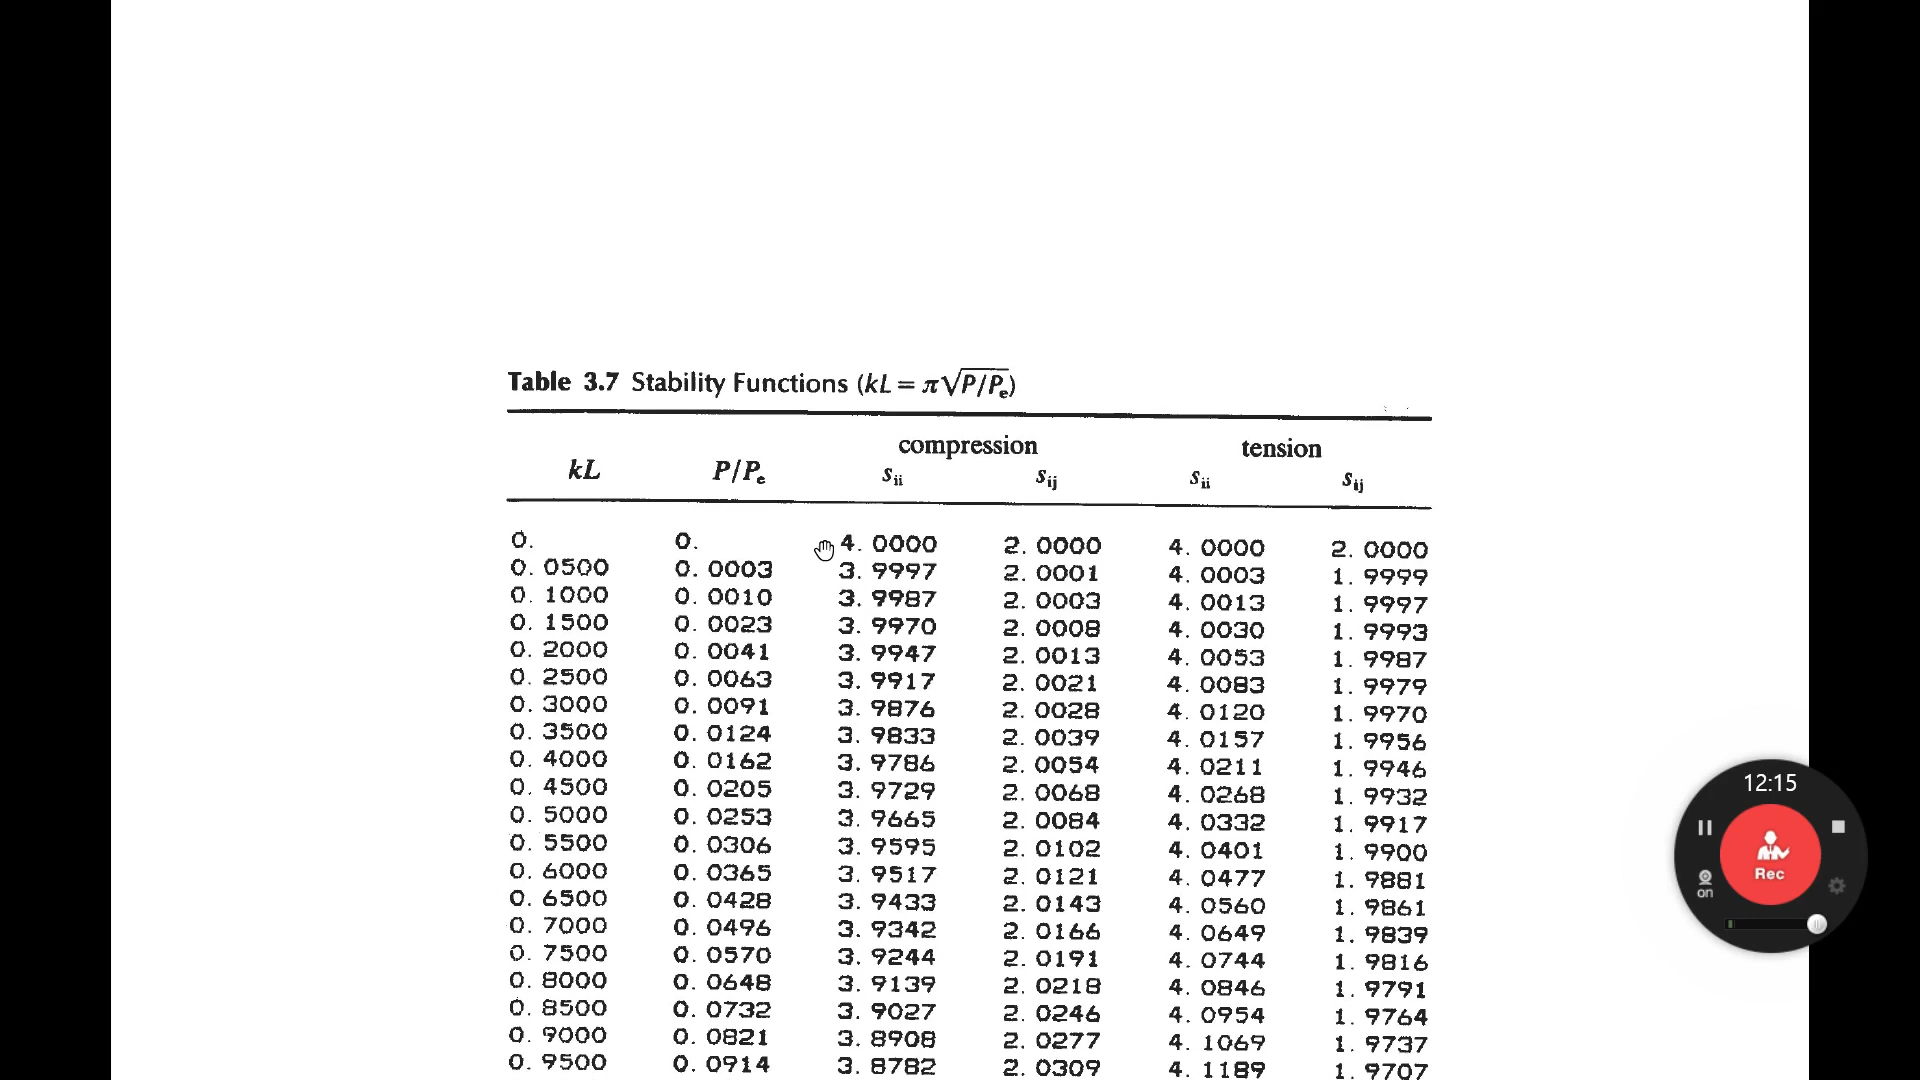 Table 3.7 Stability Functions (kL = π√P/Pe)
compression tension
kL P/Pe sii sij sii sij
0. 0. 4. 0000 2. 0000 4. 0000 2. 0000
0. 0500 0. 0003 3. 9997 2. 0001 4. 0003 1. 9999
0. 1000 0. 0010 3. 9987 2. 0003 4. 0013 1. 9997
0. 1500 0. 0023 3. 9970 2. 0008 4. 0030 1. 9993
0. 2000 0. 0041 3. 9947 2. 0013 4. 0053 1. 9987
0. 2500 0. 0063 3. 9917 2. 0021 4. 0083 1. 9979
0. 3000 0. 0091 3. 9876 2. 0028 4. 0120 1. 9970
0. 3500 0. 0124 3. 9833 2. 0039 4. 0157 1. 9956
0. 4000 0. 0162 3. 9786 2. 0054 4. 0211 1. 9946
0. 4500 0. 0205 3. 9729 2. 0068 4. 0268 1. 9932
0. 5000 0. 0253 3. 9665 2. 0084 4. 0332 1. 9917
0. 5500 0. 0306 3. 9595 2. 0102 4. 0401 1. 9900
0. 6000 0. 0365 3. 9517 2. 0121 4. 0477 1. 9881
0. 6500 0. 0428 3. 9433 2. 0143 4. 0560 1. 9861
0. 7000 0. 0496 3. 9342 2. 0166 4. 0649 1. 9839
0. 7500 0. 0570 3. 9244 2. 0191 4. 0744 1. 9816
0. 8000 0. 0648 3. 9139 2. 0218 4. 0846 1. 9791
0. 8500 0. 0732 3. 9027 2. 0246 4. 0954 1. 9764
0. 9000 0. 0821 3. 8908 2. 0277 4. 1069 1. 9737
0. 9500 0. 0914 3. 8782 2. 0309 4. 1189 1. 9707
12:15
Rec
on